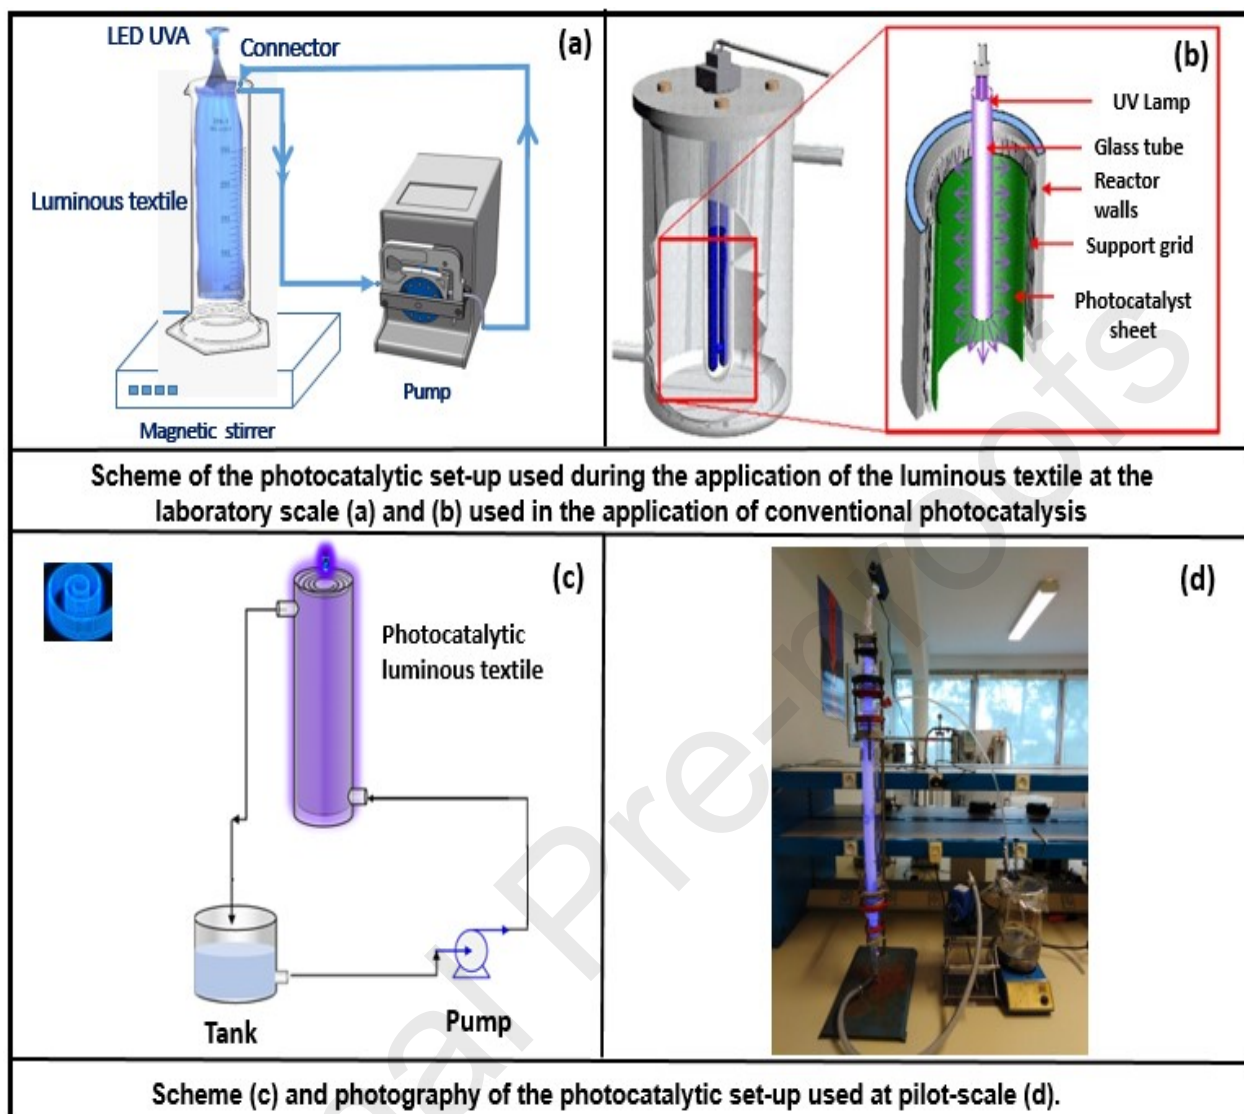 LED UVA
Connector
(a)
Luminous textile
Pump
Magnetic stirrer
(b)
UV Lamp
Glass tube
Reactor
walls
Support grid
Photocatalyst
sheet
Scheme of the photocatalytic set-up used during the application of the luminous textile at the
laboratory scale (a) and (b) used in the application of conventional photocatalysis
(c)
Photocatalytic
luminous textile
Tank
Pump
(d)
Scheme (c) and photography of the photocatalytic set-up used at pilot-scale (d).
al Pre-proofs